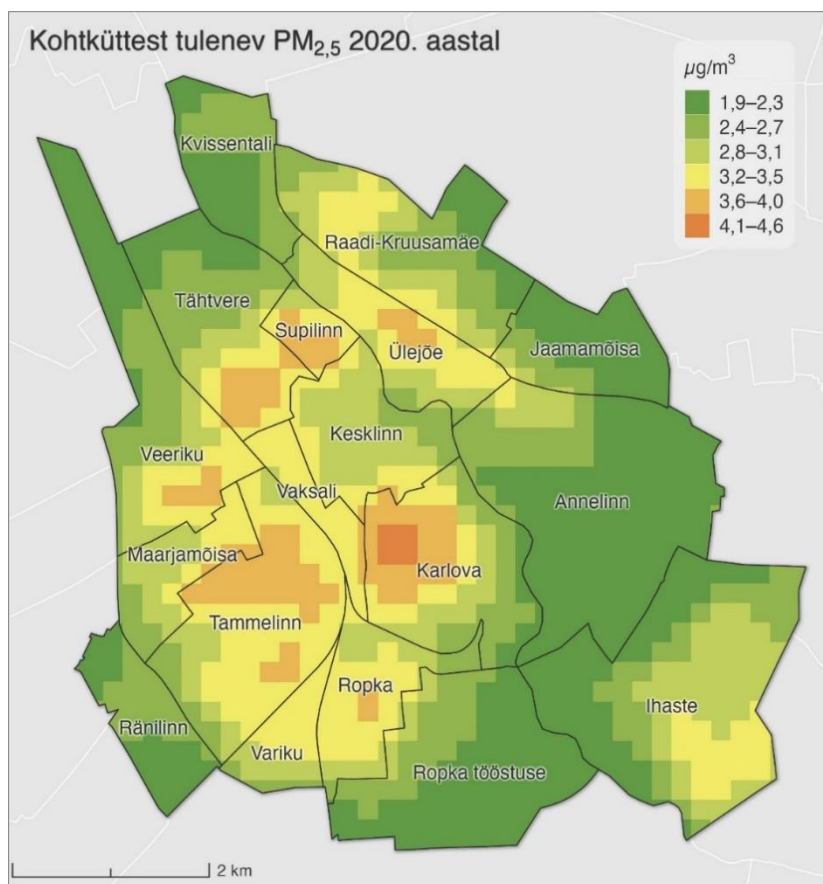 Kohtküttest tulenev PM2,5 2020. aastal
µg/m³
1,9–2,3
2,4–2,7
2,8–3,1
3,2–3,5
3,6–4,0
4,1–4,6
Kvissentali
Raadi-Kruusamäe
Tähtvere
Supilinn
Ülejõe
Jaamamõisa
Kesklinn
Veeriku
Vaksali
Annelinn
Maarjamõisa
Karlova
Tammelinn
Ropka
Ihaste
Ränilinn
Variku
Ropka tööstuse
2 km